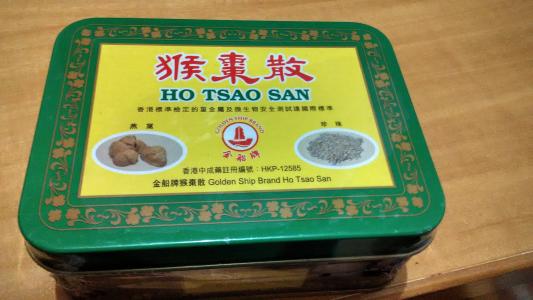 猴棗散
HO TSAO SAN
香港標準檢定的重金屬及微生物安全測試達國際標準
燕窩
珍珠
GOLDEN SHIP BRAND
金船牌
香港中成藥註冊編號：HKP-12585
金船牌猴棗散 Golden Ship Brand Ho Tsao San